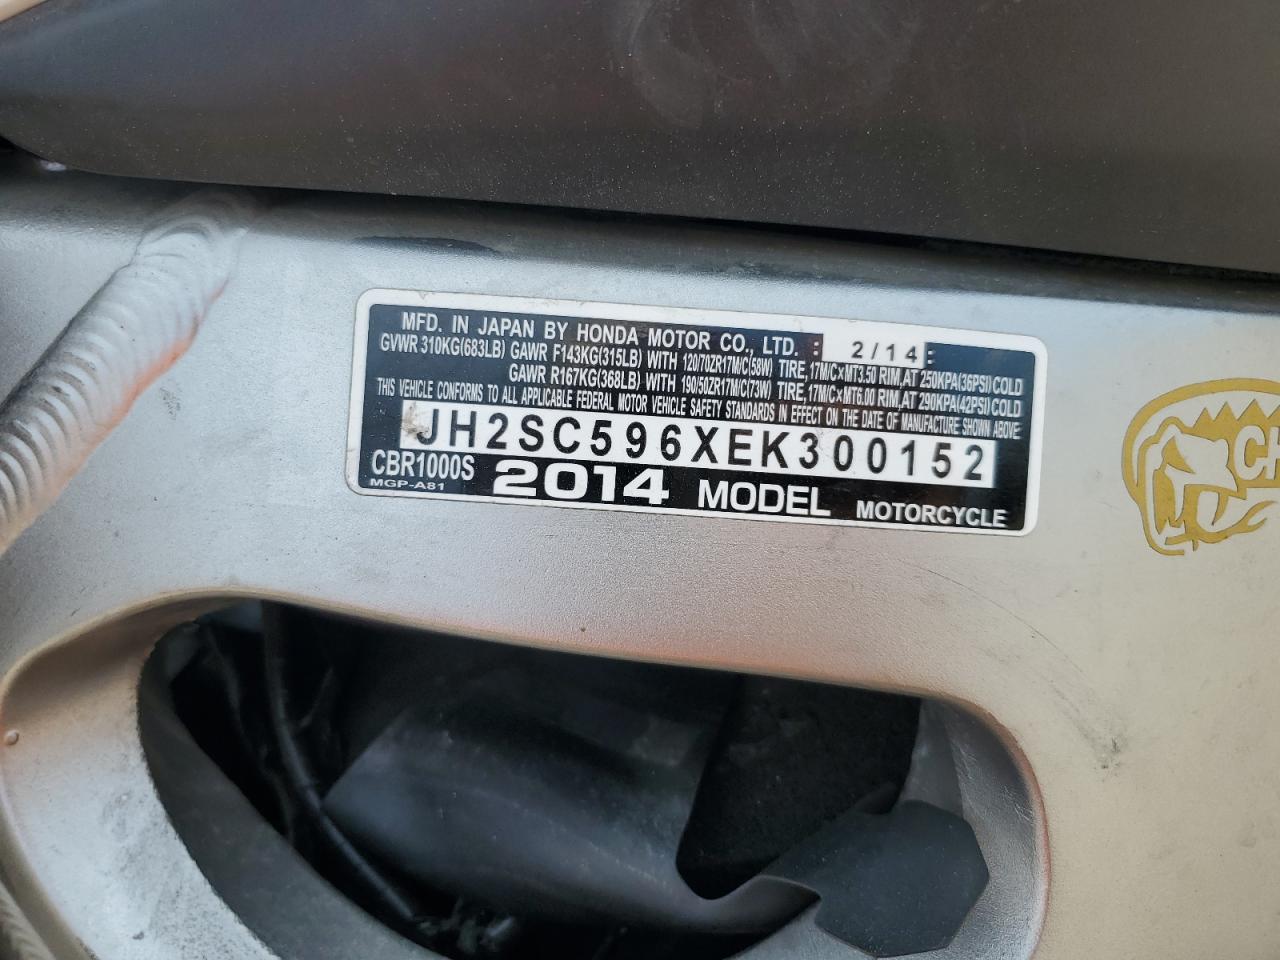 MFD. IN JAPAN BY HONDA MOTOR CO., LTD. : 2/14 :
GVWR 310KG(683LB) GAWR F143KG(315LB) WITH 120/70ZR17M/C(58W) TIRE,17M/C×MT3.50 RIM,AT 250KPA(36PSI)COLD
GAWR R167KG(368LB) WITH 190/50ZR17M/C(73W) TIRE,17M/C×MT6.00 RIM,AT 290KPA(42PSI)COLD
THIS VEHICLE CONFORMS TO ALL APPLICABLE FEDERAL MOTOR VEHICLE SAFETY STANDARDS IN EFFECT ON THE DATE OF MANUFACTURE SHOWN ABOVE
JH2SC596XEK300152
CBR1000S 2014 MODEL MOTORCYCLE
MGP-A81
CH